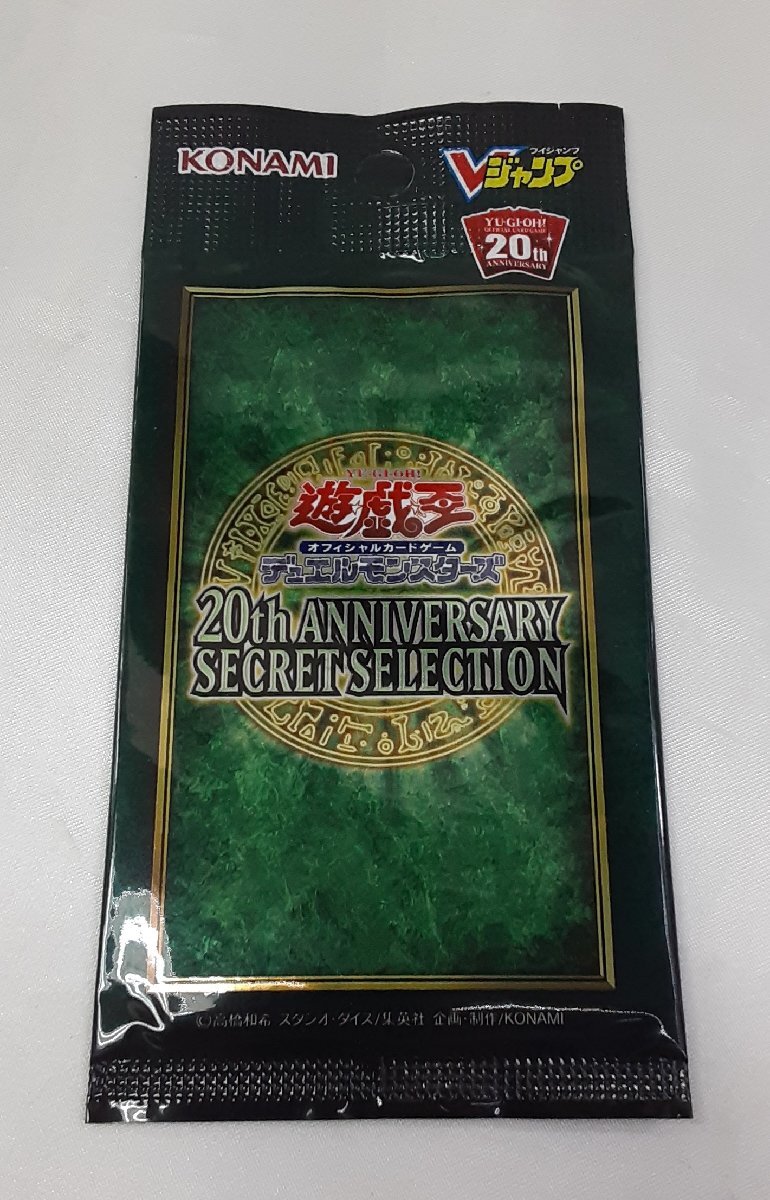 KONAMI
ブイジャンプ
Vジャンプ
YU-GI-OH!
OFFICIAL CARD GAME
20th
ANNIVERSARY
YU-GI-OH!
遊☆戯☆王
オフィシャルカードゲーム
デュエルモンスターズ
20th ANNIVERSARY
SECRET SELECTION
©高橋和希 スタジオ・ダイス/集英社 企画・制作/KONAMI